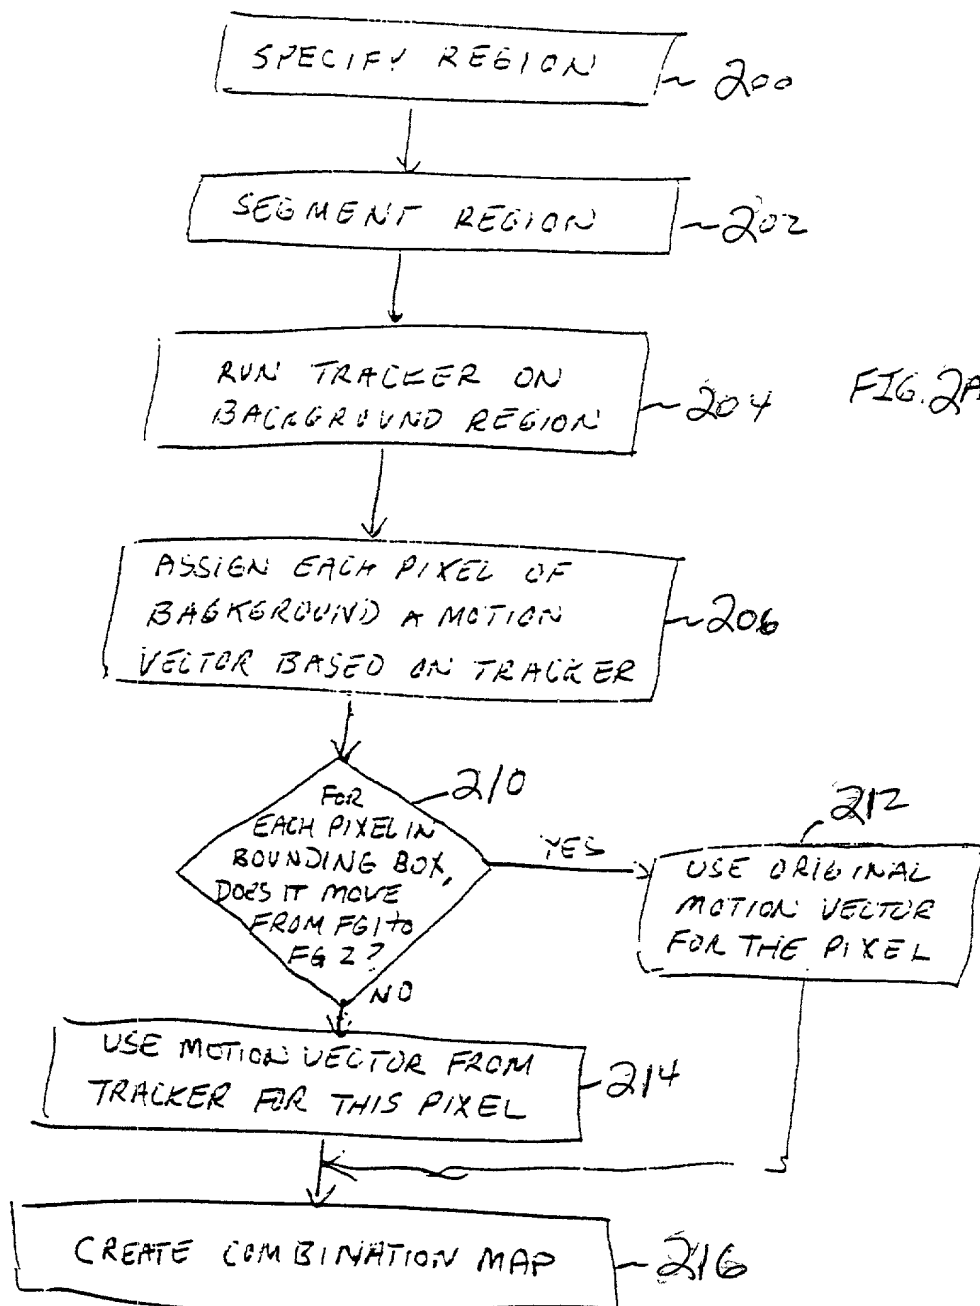 SPECIFY REGION
200
SEGMENT REGION
202
RUN TRACKER ON
BACKGROUND REGION
204
FIG. 2A
ASSIGN EACH PIXEL OF
BACKGROUND A MOTION
VECTOR BASED ON TRACKER
206
210
FOR
EACH PIXEL IN
BOUNDING BOX,
DOES IT MOVE
FROM FG1 to
FG 2?
YES
212
USE ORIGINAL
MOTION VECTOR
FOR THE PIXEL
NO
USE MOTION VECTOR FROM
TRACKER FOR THIS PIXEL
214
CREATE COMBINATION MAP
216